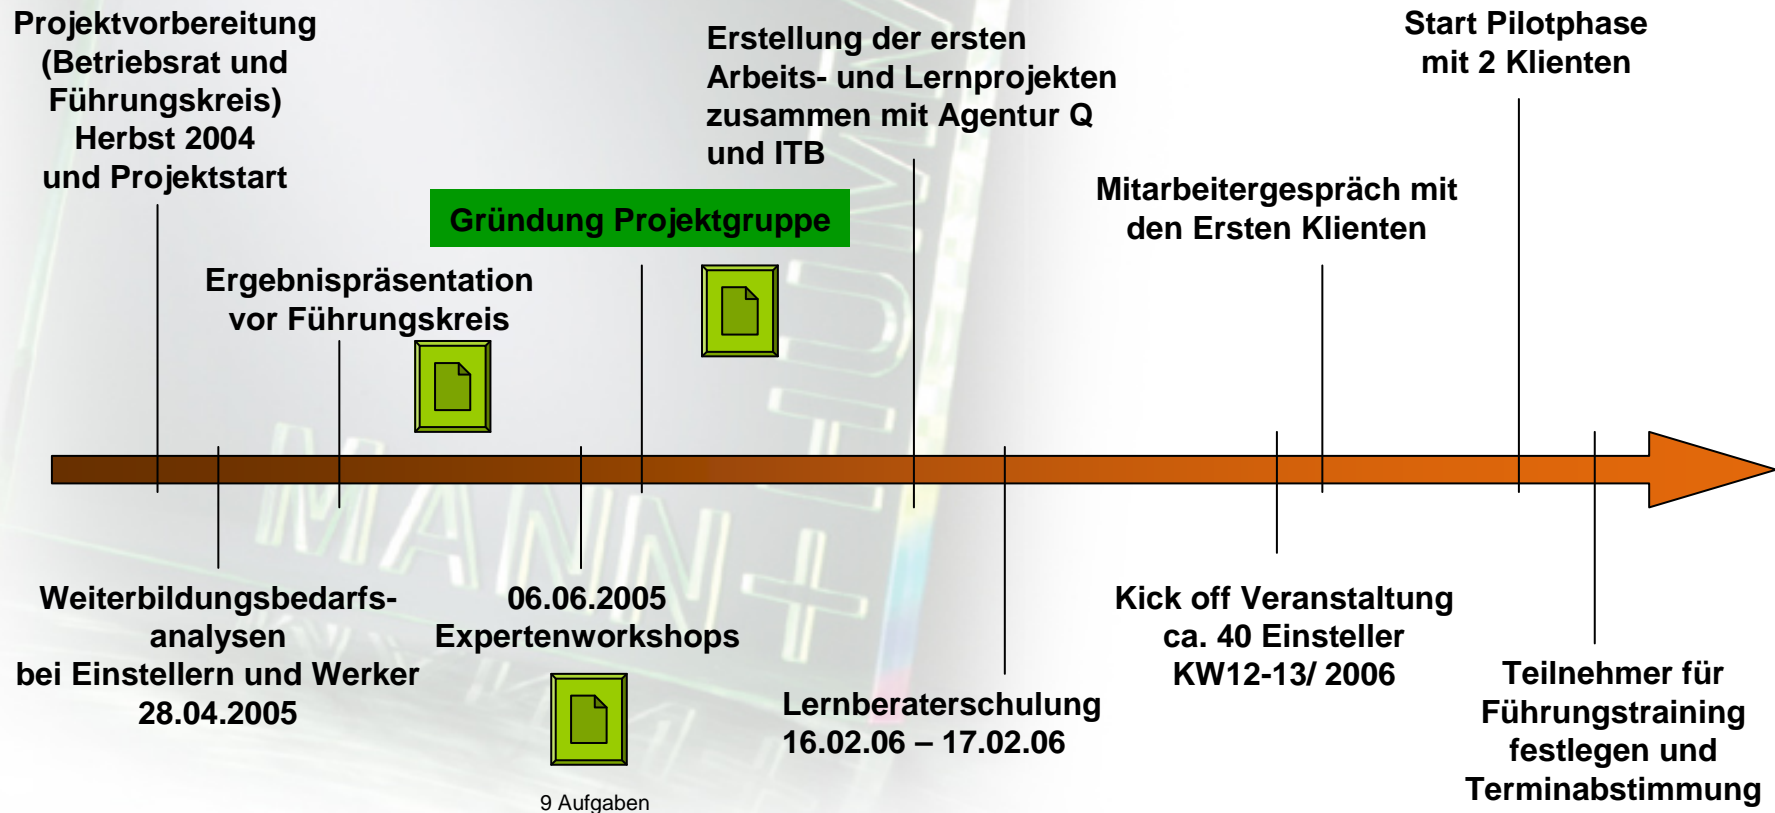 Projektvorbereitung
(Betriebsrat und
Führungskreis)
Herbst 2004
und Projektstart
Erstellung der ersten
Arbeits- und Lernprojekten
zusammen mit Agentur Q
und ITB
Start Pilotphase
mit 2 Klienten
Mitarbeitergespräch mit
den Ersten Klienten
Gründung Projektgruppe
Ergebnispräsentation
vor Führungskreis
MANN+
HUM
Weiterbildungsbedarfs-
analysen
bei Einstellern und Werker
28.04.2005
06.06.2005
Expertenworkshops
9 Aufgaben
Lernberaterschulung
16.02.06 – 17.02.06
Kick off Veranstaltung
ca. 40 Einsteller
KW12-13/ 2006
Teilnehmer für
Führungstraining
festlegen und
Terminabstimmung